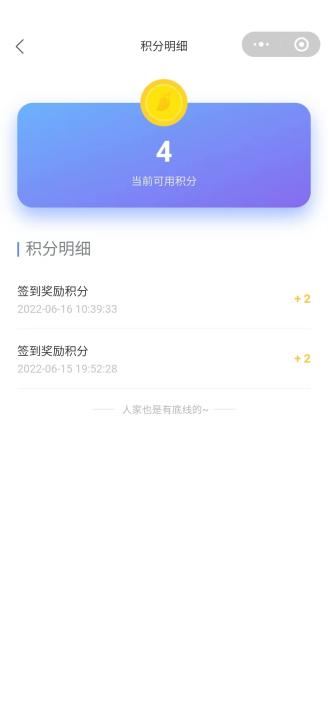 积分明细
4
当前可用积分
积分明细
签到奖励积分
2022-06-16 10:39:33
+2
签到奖励积分
2022-06-15 19:52:28
+2
人家也是有底线的~